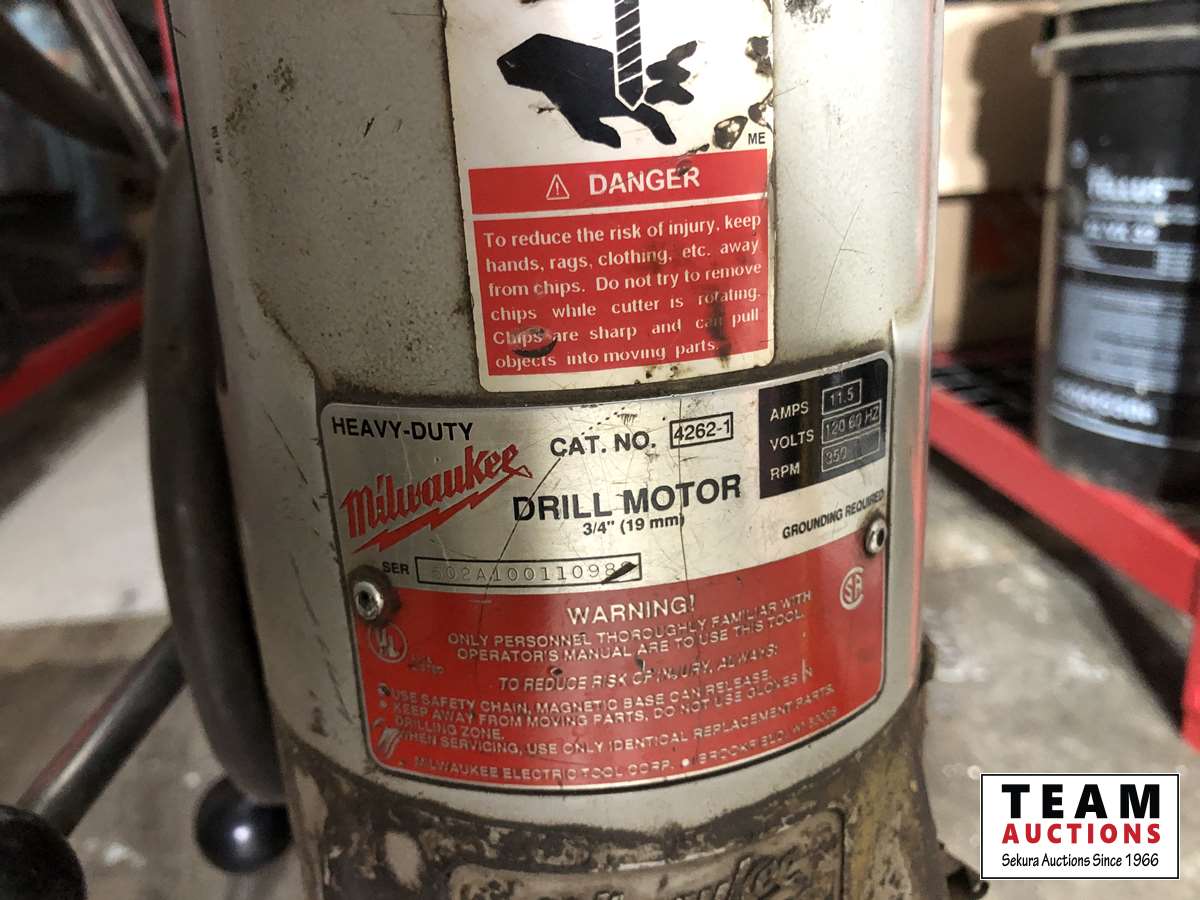 ME
⚠ DANGER
To reduce the risk of injury, keep
hands, rags, clothing, etc. away
from chips. Do not try to remove
chips while cutter is rotating.
Chips are sharp and can pull
objects into moving parts.
HEAVY-DUTY
Milwaukee
CAT. NO. 4262-1
DRILL MOTOR
3/4" (19 mm)
AMPS 11.5
VOLTS 120 60 HZ
RPM 350
GROUNDING REQUIRED
SER
WARNING!
ONLY PERSONNEL THOROUGHLY FAMILIAR WITH
OPERATOR'S MANUAL ARE TO USE THIS TOOL.
TO REDUCE RISK OF INJURY, ALWAYS:
• USE SAFETY CHAIN, MAGNETIC BASE CAN RELEASE.
• KEEP AWAY FROM MOVING PARTS, DO NOT USE GLOVES IN
DRILLING ZONE.
WHEN SERVICING, USE ONLY IDENTICAL REPLACEMENT PARTS.
MILWAUKEE ELECTRIC TOOL CORP. • BROOKFIELD, WI 53005
UL
TEAM
AUCTIONS
Sekura Auctions Since 1966